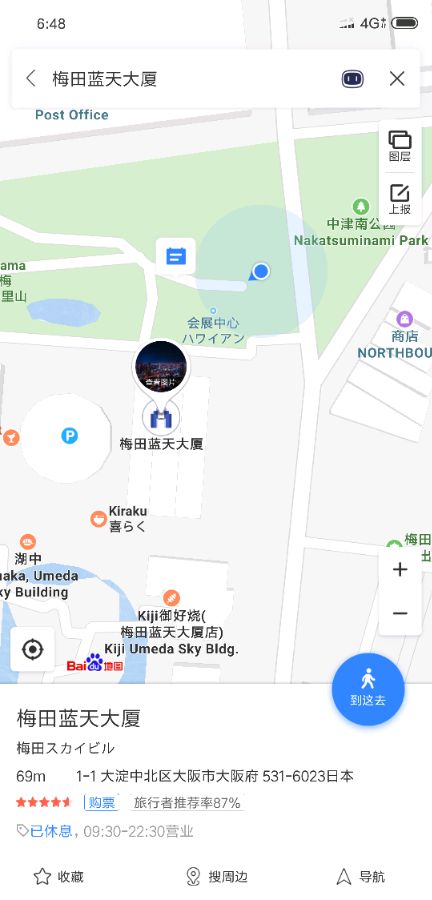 6:48
4G
梅田蓝天大厦
Post Office
图层
上报
中津南公园
Nakatsuminami Park
ama
梅
里山
会展中心
ハワイアン
商店
NORTHBOU
查看图片
P
梅田蓝天大厦
Kiraku
喜らく
梅田
湖中
aka, Umeda
ky Building
Kiji御好烧(
梅田蓝天大厦店)
Kiji Umeda Sky Bldg.
Bai地图
到这去
梅田蓝天大厦
梅田スカイビル
69m 1-1 大淀中北区大阪市大阪府 531-6023日本
购票 旅行者推荐率87%
已休息，09:30-22:30营业
收藏 搜周边 导航